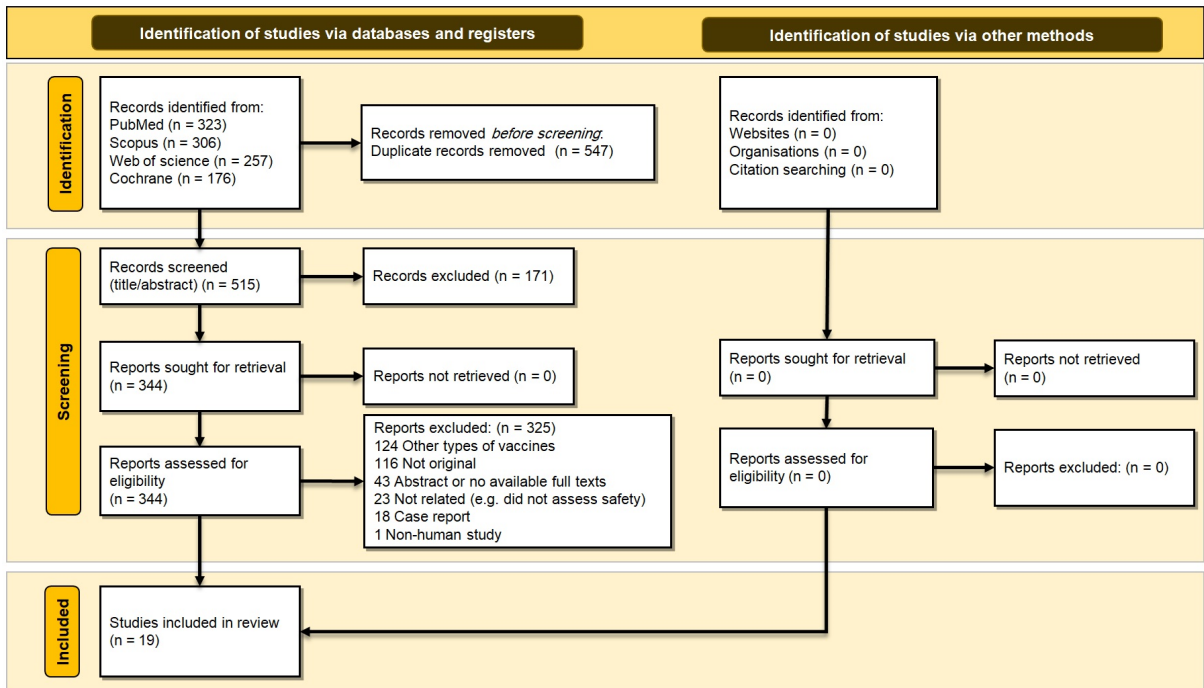 Identification of studies via databases and registers
Identification of studies via other methods
Identification
Records identified from:
PubMed (n = 323)
Scopus (n = 306)
Web of science (n = 257)
Cochrane (n = 176)
Records removed before screening:
Duplicate records removed (n = 547)
Records identified from:
Websites (n = 0)
Organisations (n = 0)
Citation searching (n = 0)
Screening
Records screened
(title/abstract) (n = 515)
Records excluded (n = 171)
Reports sought for retrieval
(n = 344)
Reports not retrieved (n = 0)
Reports sought for retrieval
(n = 0)
Reports not retrieved
(n = 0)
Reports assessed for
eligibility
(n = 344)
Reports excluded: (n = 325)
124 Other types of vaccines
116 Not original
43 Abstract or no available full texts
23 Not related (e.g. did not assess safety)
18 Case report
1 Non-human study
Reports assessed for
eligibility (n = 0)
Reports excluded: (n = 0)
Included
Studies included in review
(n = 19)